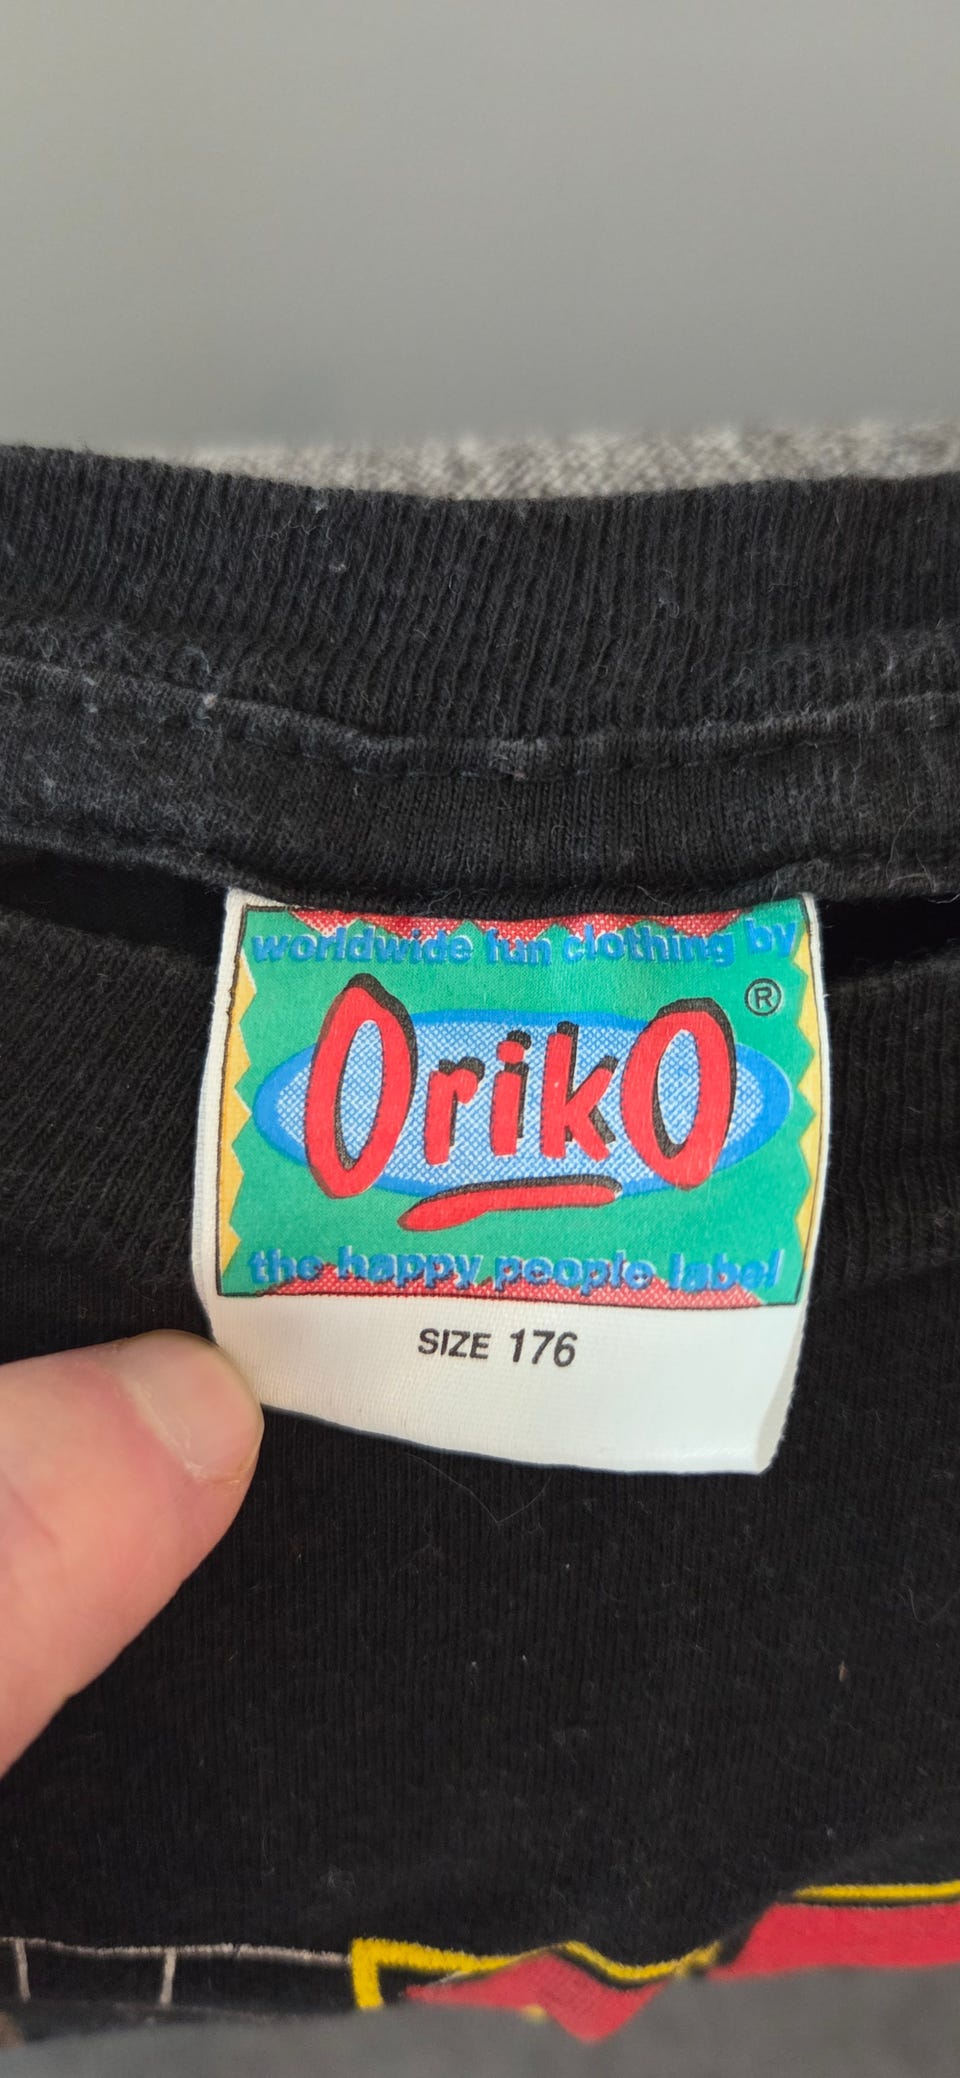 worldwide fun clothing by
OrikO ®
the happy people label
SIZE 176